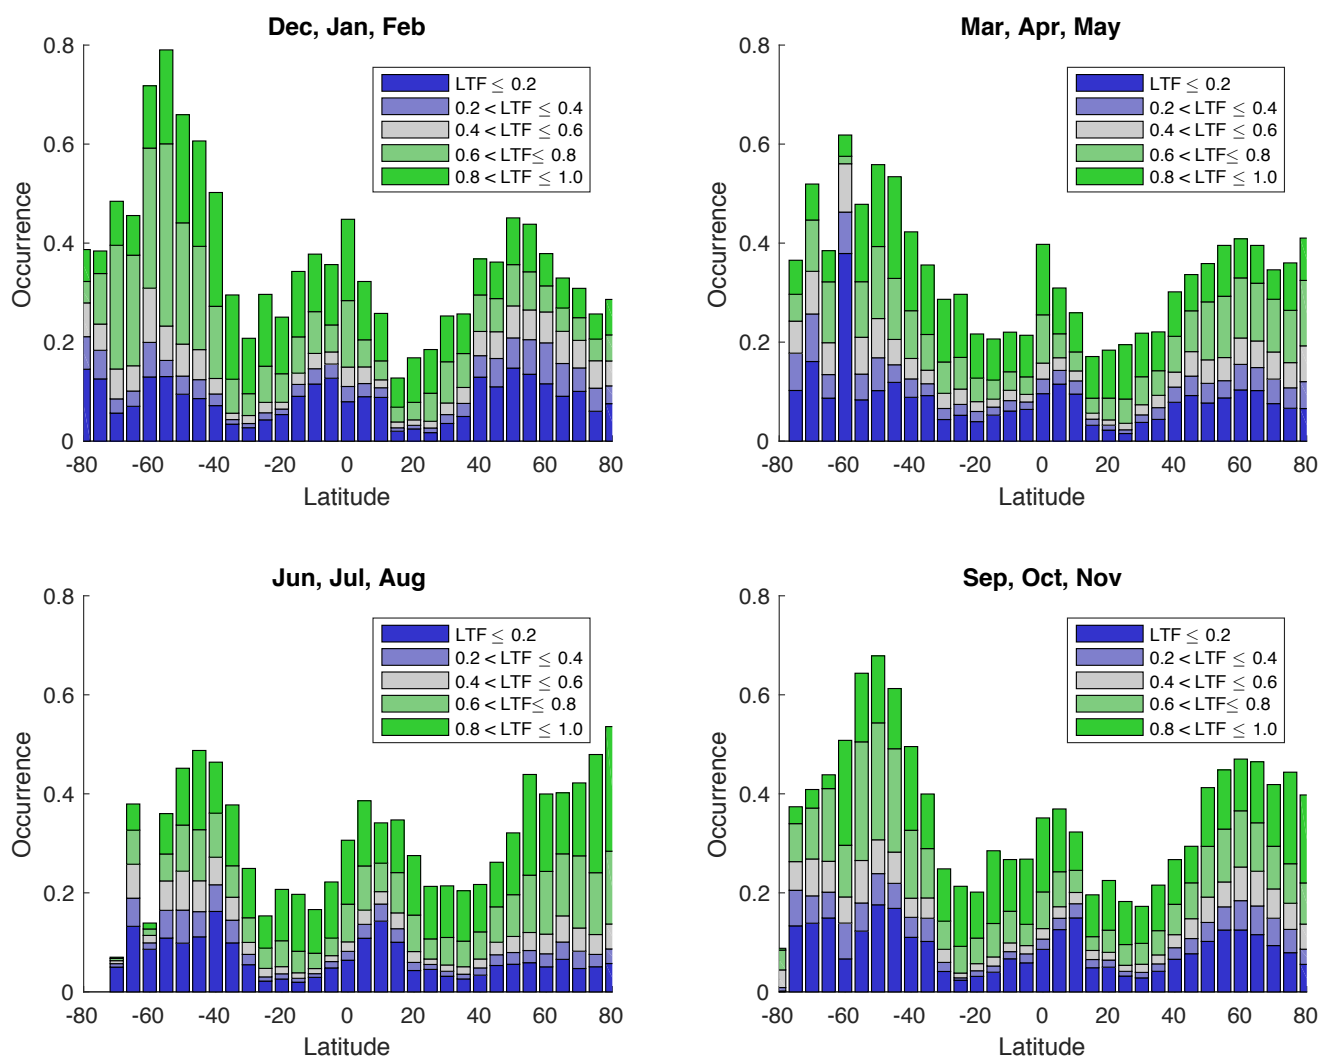 Dec, Jan, Feb
0.8
0.6
0.4
0.2
0
Occurrence
LTF ≤ 0.2
0.2 < LTF ≤ 0.4
0.4 < LTF ≤ 0.6
0.6 < LTF≤ 0.8
0.8 < LTF ≤ 1.0
-80 -60 -40 -20 0 20 40 60 80
Latitude
Mar, Apr, May
0.8
0.6
0.4
0.2
0
Occurrence
LTF ≤ 0.2
0.2 < LTF ≤ 0.4
0.4 < LTF ≤ 0.6
0.6 < LTF≤ 0.8
0.8 < LTF ≤ 1.0
-80 -60 -40 -20 0 20 40 60 80
Latitude
Jun, Jul, Aug
0.8
0.6
0.4
0.2
0
Occurrence
LTF ≤ 0.2
0.2 < LTF ≤ 0.4
0.4 < LTF ≤ 0.6
0.6 < LTF≤ 0.8
0.8 < LTF ≤ 1.0
-80 -60 -40 -20 0 20 40 60 80
Latitude
Sep, Oct, Nov
0.8
0.6
0.4
0.2
0
Occurrence
LTF ≤ 0.2
0.2 < LTF ≤ 0.4
0.4 < LTF ≤ 0.6
0.6 < LTF≤ 0.8
0.8 < LTF ≤ 1.0
-80 -60 -40 -20 0 20 40 60 80
Latitude